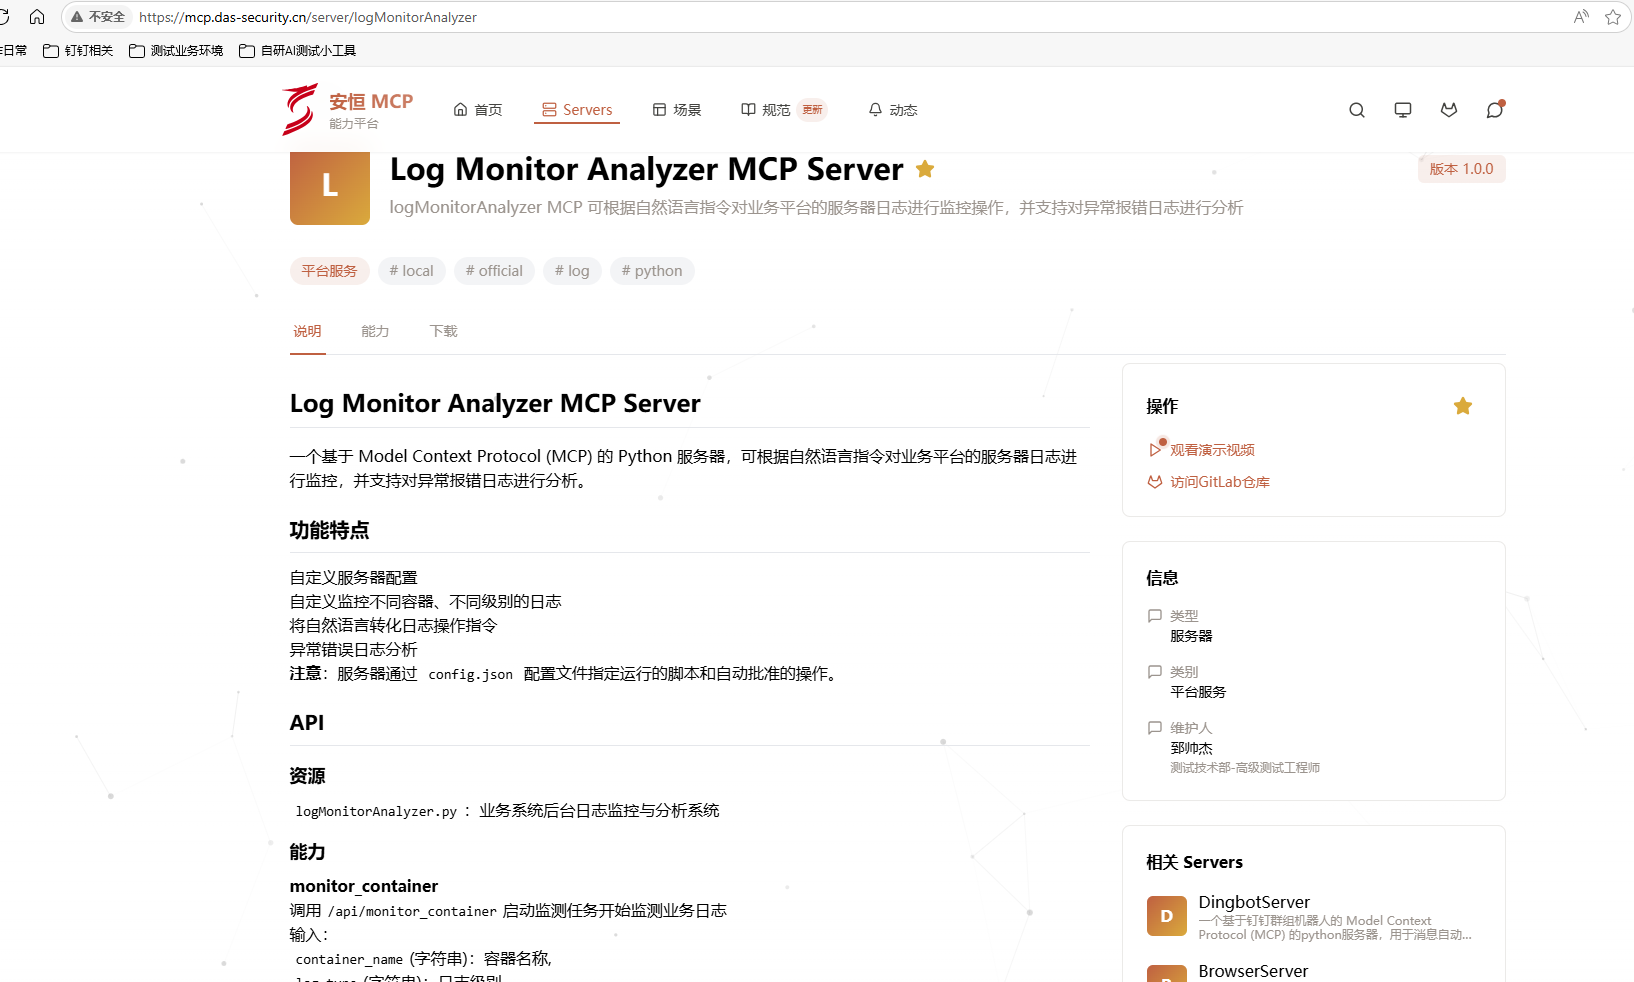 不安全 https://mcp.das-security.cn/server/logMonitorAnalyzer
日常 钉钉相关 测试业务环境 自研AI测试小工具
安恒 MCP
能力平台
首页 Servers 场景 规范 更新 动态
L
Log Monitor Analyzer MCP Server
版本 1.0.0
logMonitorAnalyzer MCP 可根据自然语言指令对业务平台的服务器日志进行监控操作，并支持对异常报错日志进行分析
平台服务 # local # official # log # python
说明 能力 下载
Log Monitor Analyzer MCP Server
一个基于 Model Context Protocol (MCP) 的 Python 服务器，可根据自然语言指令对业务平台的服务器日志进
行监控，并支持对异常报错日志进行分析。
功能特点
自定义服务器配置
自定义监控不同容器、不同级别的日志
将自然语言转化日志操作指令
异常错误日志分析
注意：服务器通过 config.json 配置文件指定运行的脚本和自动批准的操作。
API
资源
logMonitorAnalyzer.py ：业务系统后台日志监控与分析系统
能力
monitor_container
调用 /api/monitor_container 启动监测任务开始监测业务日志
输入：
container_name (字符串)：容器名称,
log_type (字符串)：日志级别
操作
观看演示视频
访问GitLab仓库
信息
类型
服务器
类别
平台服务
维护人
郅帅杰
测试技术部-高级测试工程师
相关 Servers
D
DingbotServer
一个基于钉钉群组机器人的 Model Context
Protocol (MCP) 的python服务器，用于消息自动...
B
BrowserServer